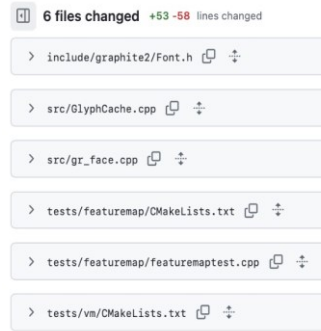 6 files changed +53 -58 lines changed
include/graphite2/Font.h
src/GlyphCache.cpp
src/gr_face.cpp
tests/featuremap/CMakeLists.txt
tests/featuremap/featuremaptest.cpp
tests/vm/CMakeLists.txt